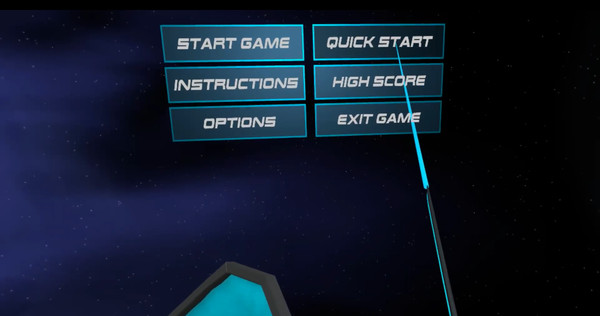 START GAME
QUICK START
INSTRUCTIONS
HIGH SCORE
OPTIONS
EXIT GAME